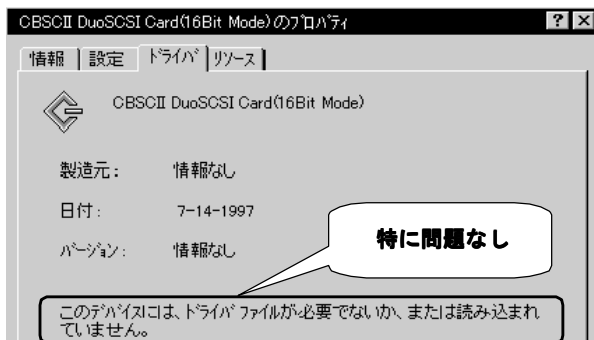 CBSCII DuoSCSI Card(16Bit Mode)のﾌﾟﾛﾊﾟﾃｨ
情報 設定 ﾄﾞﾗｲﾊﾞ ﾘｿｰｽ
CBSCII DuoSCSI Card(16Bit Mode)
製造元: 情報なし
日付: 7-14-1997
ﾊﾞｰｼﾞｮﾝ: 情報なし
特に問題なし
このﾃﾞﾊﾞｲｽには、ﾄﾞﾗｲﾊﾞ ﾌｧｲﾙが必要でないか、または読み込まれ
ていません。